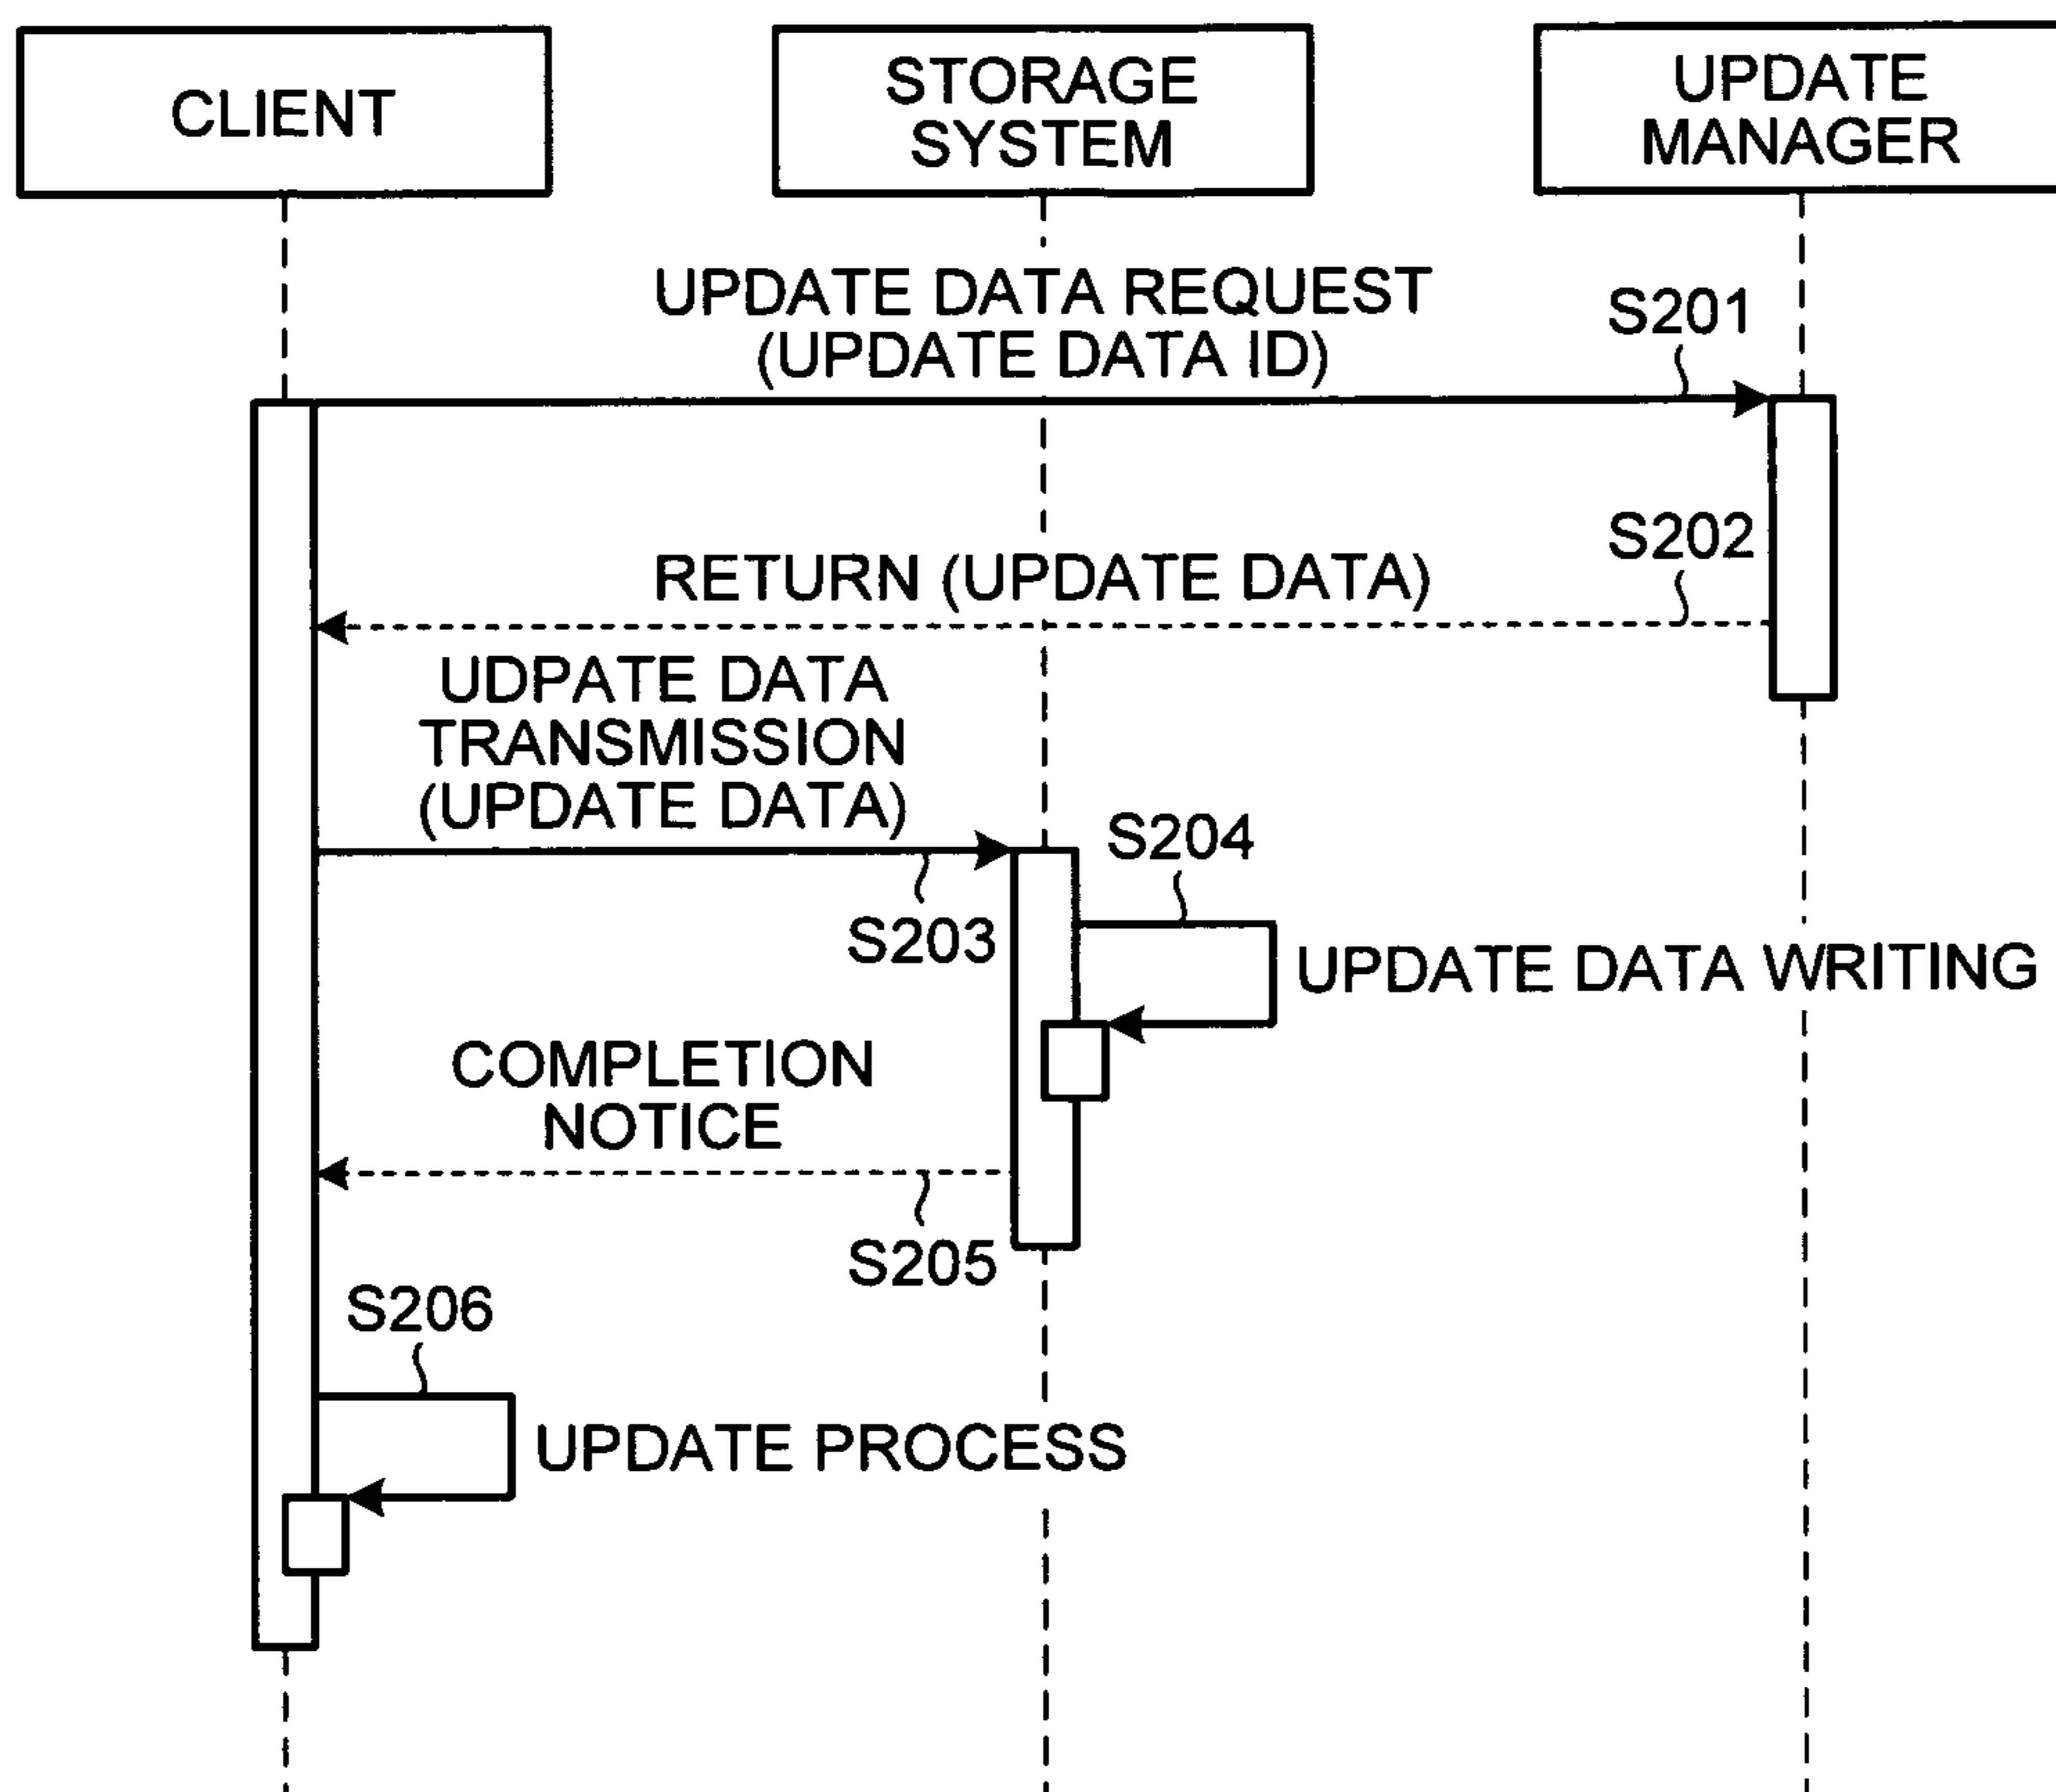 CLIENT
STORAGE
SYSTEM
UPDATE
MANAGER
UPDATE DATA REQUEST
(UPDATE DATA ID)
S201
S202
RETURN (UPDATE DATA)
UDPATE DATA
TRANSMISSION
(UPDATE DATA)
S204
S203
UPDATE DATA WRITING
COMPLETION
NOTICE
S205
S206
UPDATE PROCESS